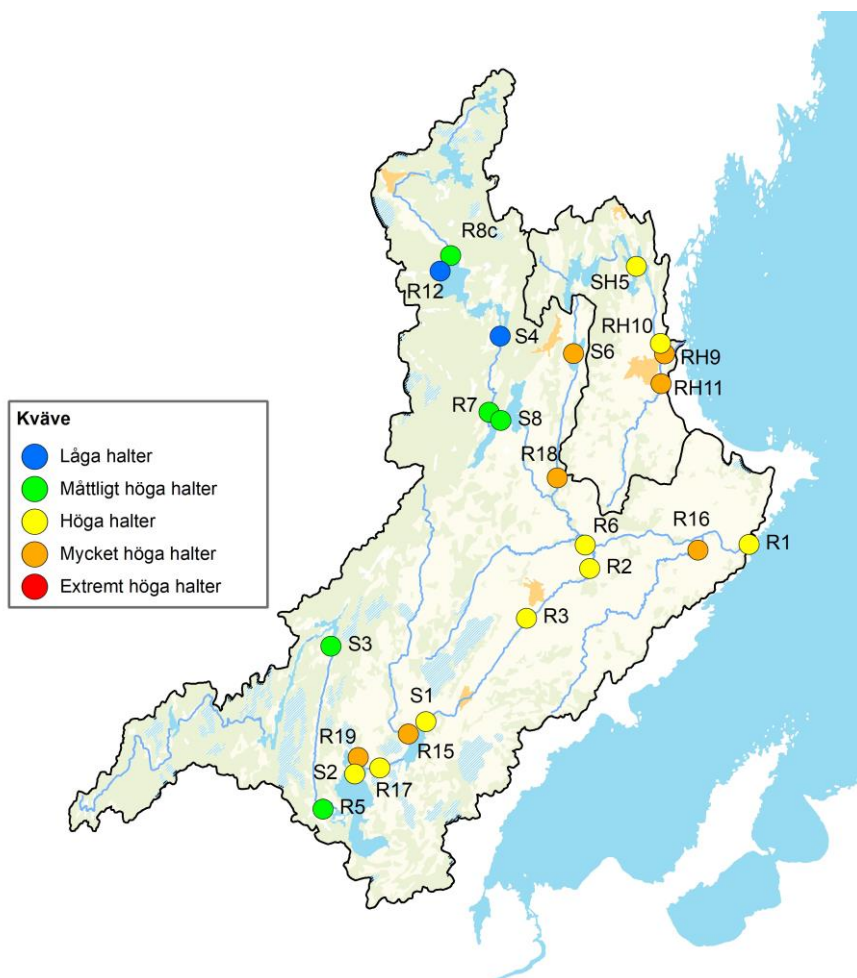 R8c
R12
SH5
S4
RH10
S6
RH9
RH11
R7
S8
Kväve
Låga halter
Måttligt höga halter
Höga halter
Mycket höga halter
Extremt höga halter
R18
R6
R16
R1
R2
R3
S3
S1
R15
R19
S2
R17
R5